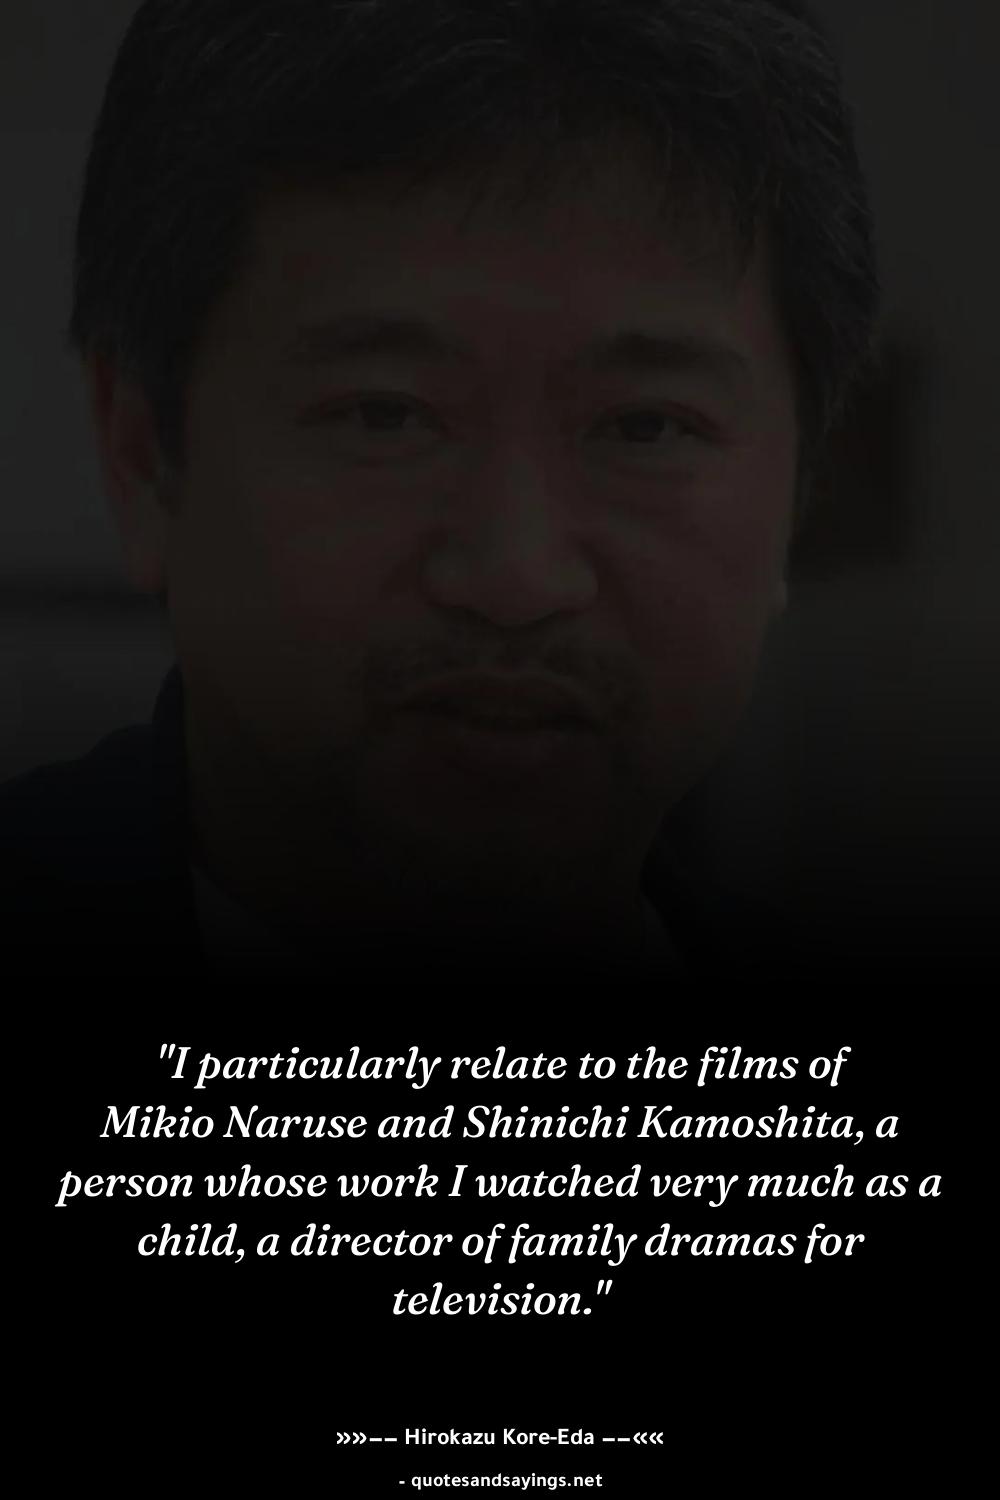 "I particularly relate to the films of
Mikio Naruse and Shinichi Kamoshita, a
person whose work I watched very much as a
child, a director of family dramas for
television."
»»–– Hirokazu Kore-Eda ––««
- quotesandsayings.net